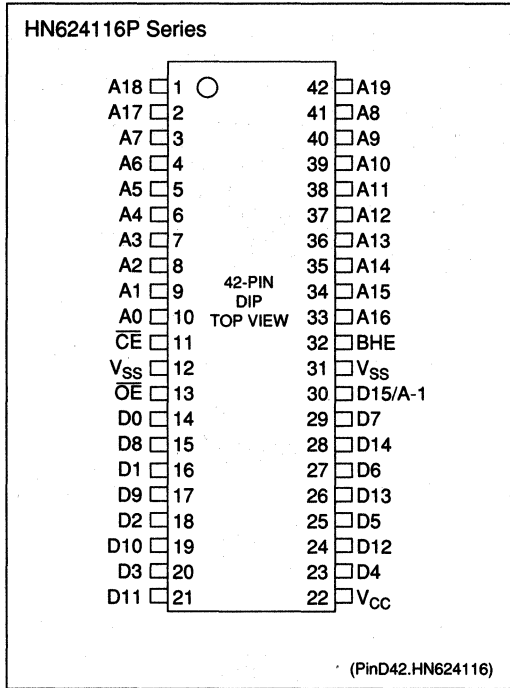 HN624116P Series
A18 1 42 A19
A17 2 41 A8
A7 3 40 A9
A6 4 39 A10
A5 5 38 A11
A4 6 37 A12
A3 7 36 A13
A2 8 35 A14
A1 9 34 A15
A0 10 33 A16
42-PIN
DIP
TOP VIEW
C̅E̅ 11 32 BHE
VSS 12 31 VSS
O̅E̅ 13 30 D15/A-1
D0 14 29 D7
D8 15 28 D14
D1 16 27 D6
D9 17 26 D13
D2 18 25 D5
D10 19 24 D12
D3 20 23 D4
D11 21 22 VCC
(PinD42.HN624116)